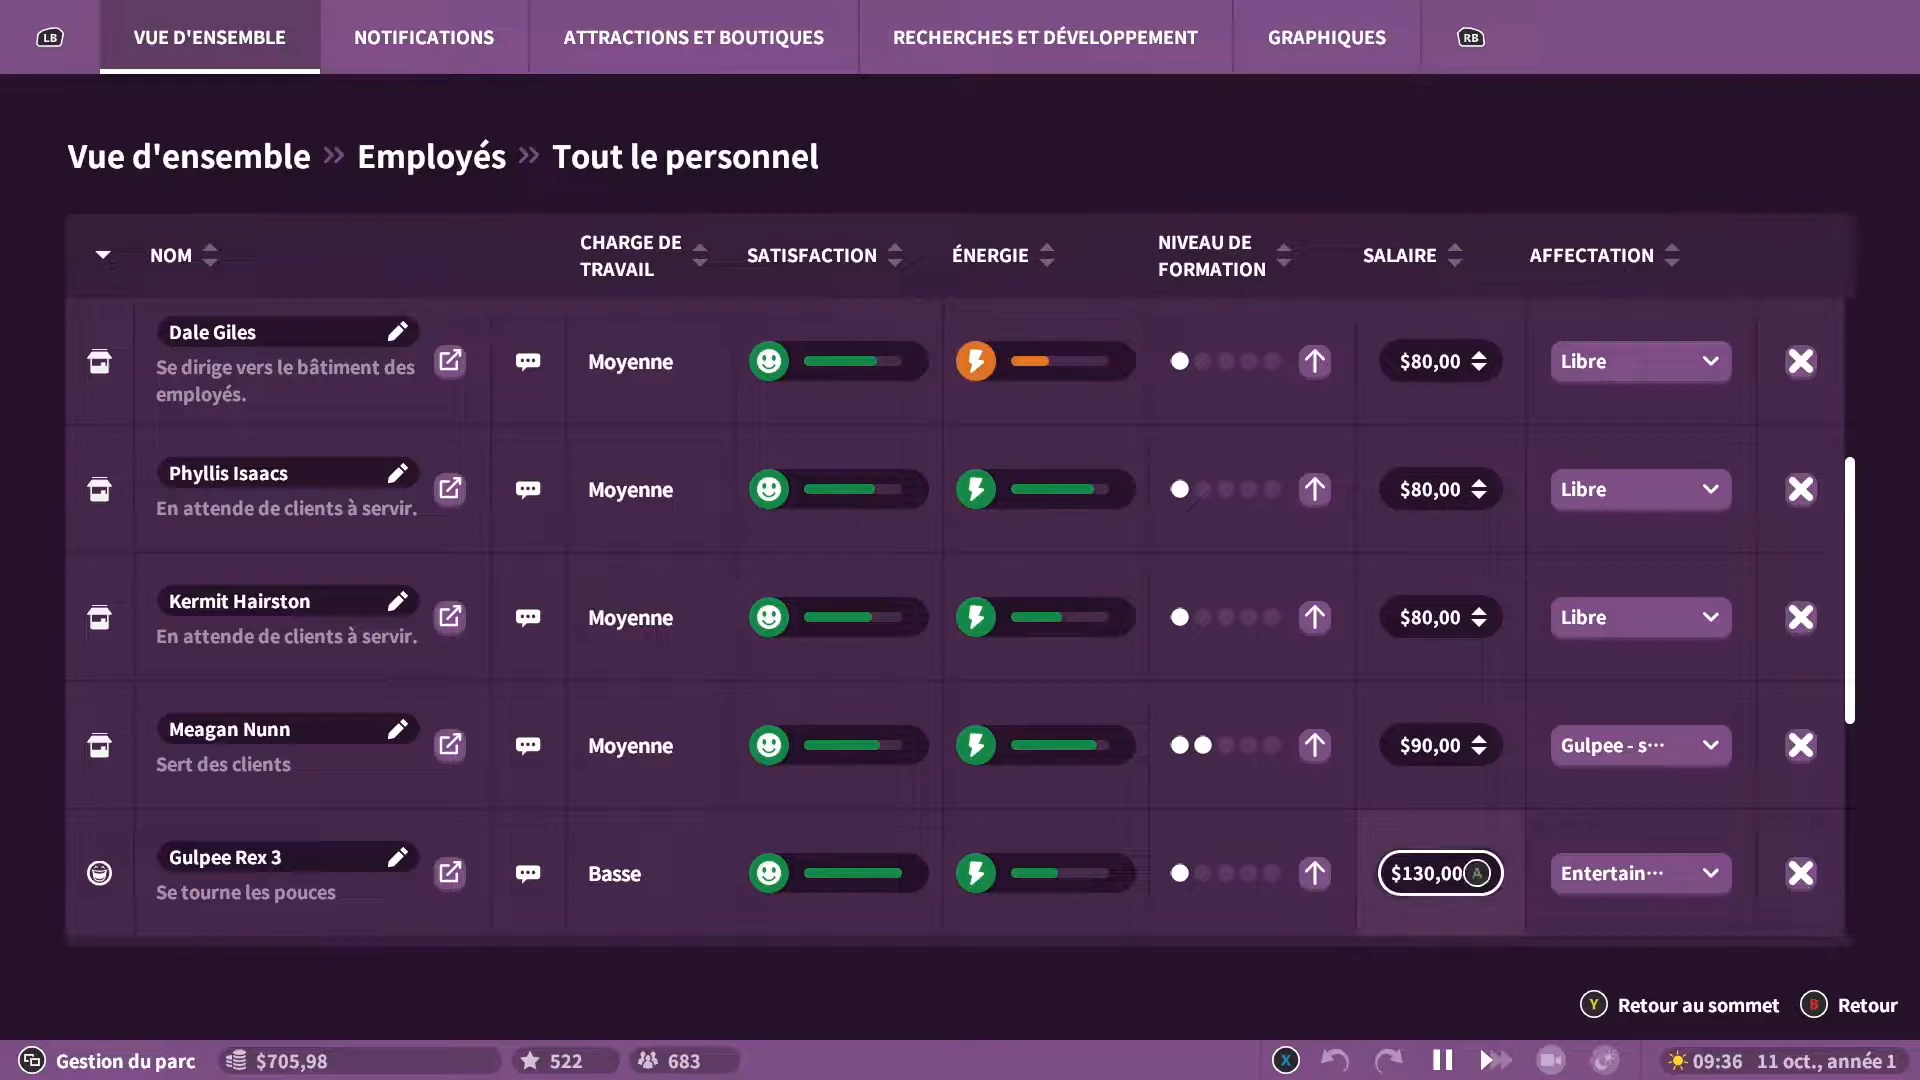 LB
VUE D'ENSEMBLE
NOTIFICATIONS
ATTRACTIONS ET BOUTIQUES
RECHERCHES ET DÉVELOPPEMENT
GRAPHIQUES
RB
Vue d'ensemble » Employés » Tout le personnel
NOM
CHARGE DE
TRAVAIL
SATISFACTION
ÉNERGIE
NIVEAU DE
FORMATION
SALAIRE
AFFECTATION
Dale Giles
Se dirige vers le bâtiment des
employés.
Moyenne
$80,00
Libre
Phyllis Isaacs
En attende de clients à servir.
Moyenne
$80,00
Libre
Kermit Hairston
En attende de clients à servir.
Moyenne
$80,00
Libre
Meagan Nunn
Sert des clients
Moyenne
$90,00
Gulpee - s···
Gulpee Rex 3
Se tourne les pouces
Basse
$130,00
A
Entertain···
Y Retour au sommet
B Retour
Gestion du parc
$705,98
522
683
X
09:36 11 oct., année 1